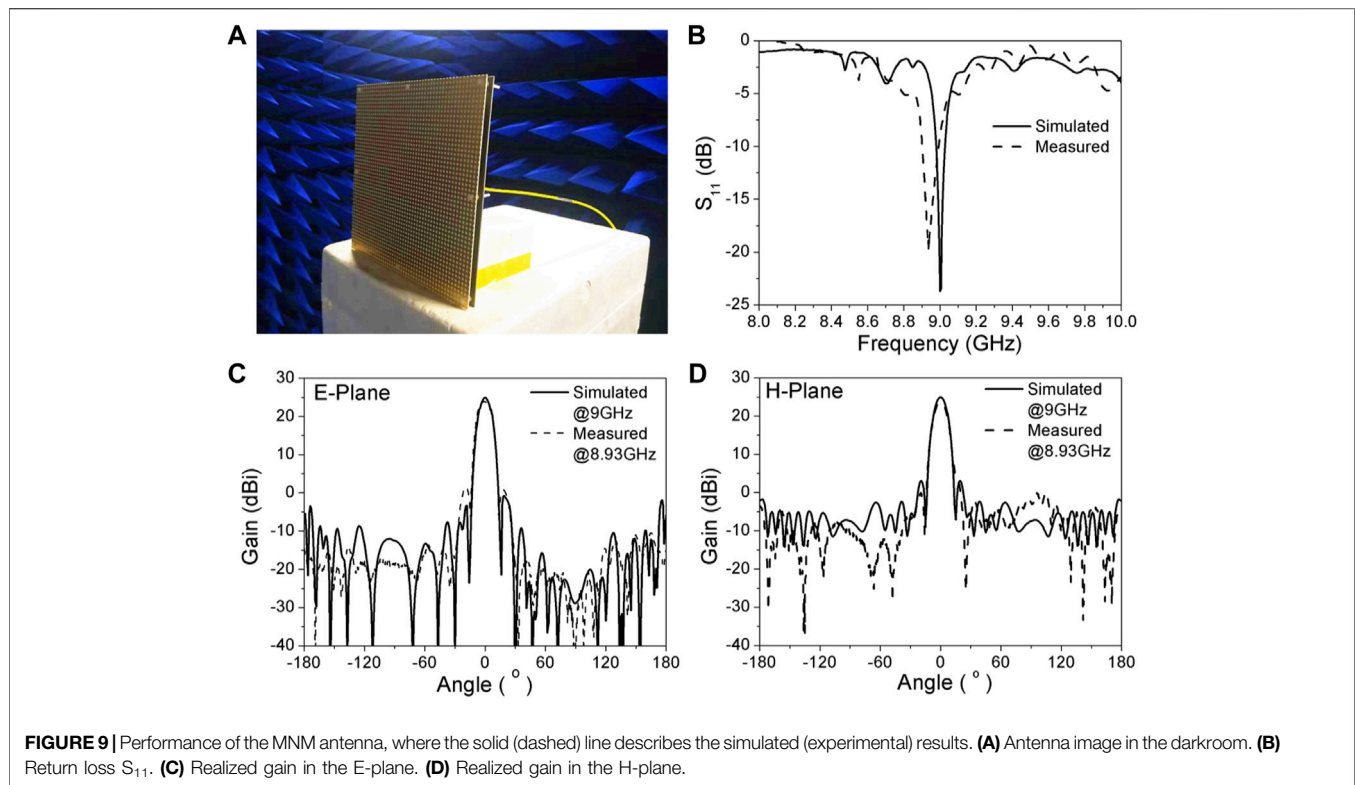 A
B
0
-5
-10
-15
-20
-25
S11 (dB)
Simulated
Measured
8.0 8.2 8.4 8.6 8.8 9.0 9.2 9.4 9.6 9.8 10.0
Frequency (GHz)
C
30
20
10
0
-10
-20
-30
-40
Gain (dBi)
E-Plane
Simulated
@9GHz
Measured
@8.93GHz
-180 -120 -60 0 60 120 180
Angle ( ° )
D
30
20
10
0
-10
-20
-30
-40
Gain (dBi)
H-Plane
Simulated
@9GHz
Measured
@8.93GHz
-180 -120 -60 0 60 120 180
Angle ( ° )
FIGURE 9 | Performance of the MNM antenna, where the solid (dashed) line describes the simulated (experimental) results. (A) Antenna image in the darkroom. (B)
Return loss S11. (C) Realized gain in the E-plane. (D) Realized gain in the H-plane.